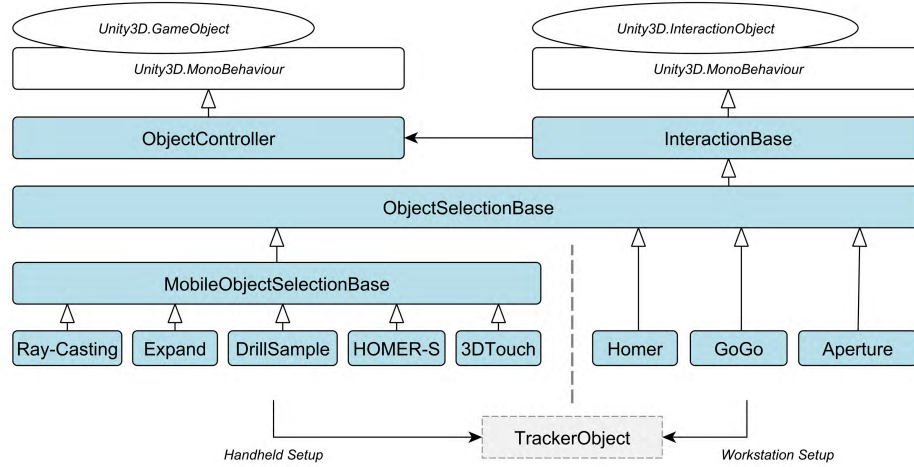 Unity3D.GameObject
Unity3D.InteractionObject
Unity3D.MonoBehaviour
Unity3D.MonoBehaviour
ObjectController
InteractionBase
ObjectSelectionBase
MobileObjectSelectionBase
Ray-Casting
Expand
DrillSample
HOMER-S
3DTouch
Homer
GoGo
Aperture
TrackerObject
Handheld Setup
Workstation Setup